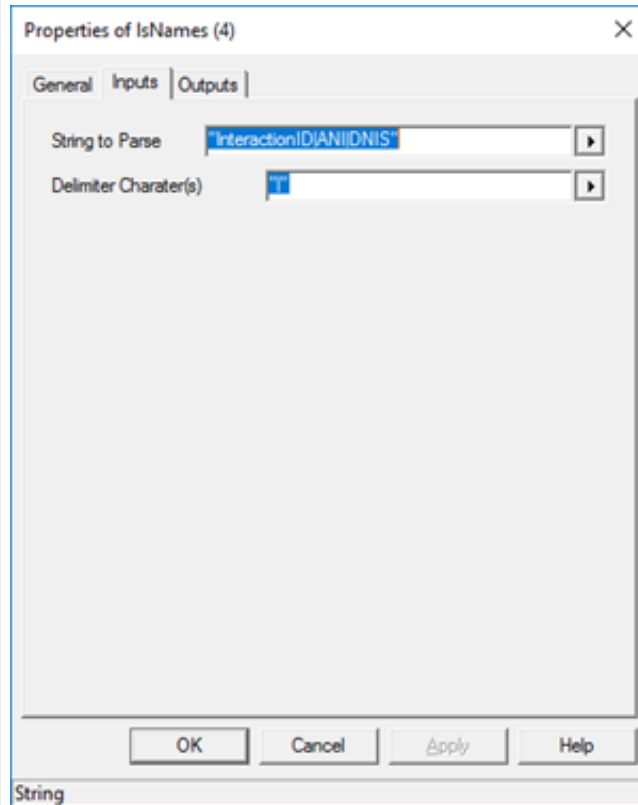 Properties of IsNames (4)
General Inputs Outputs
String to Parse "InteractionID|ANI|DNIS"
Delimiter Charater(s) "|"
OK Cancel Apply Help
String